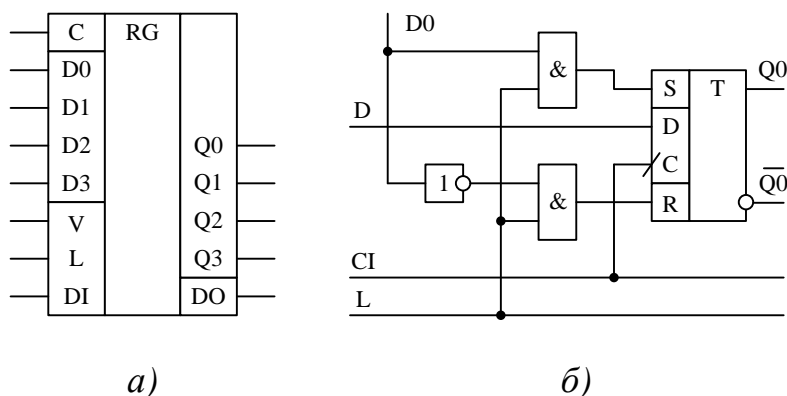 C RG
D0
D1
D2 Q0
D3 Q1
V Q2
L Q3
DI DO
а)
D0
& Q0
S T
D D
C
1 & R Q0
CI
L
б)